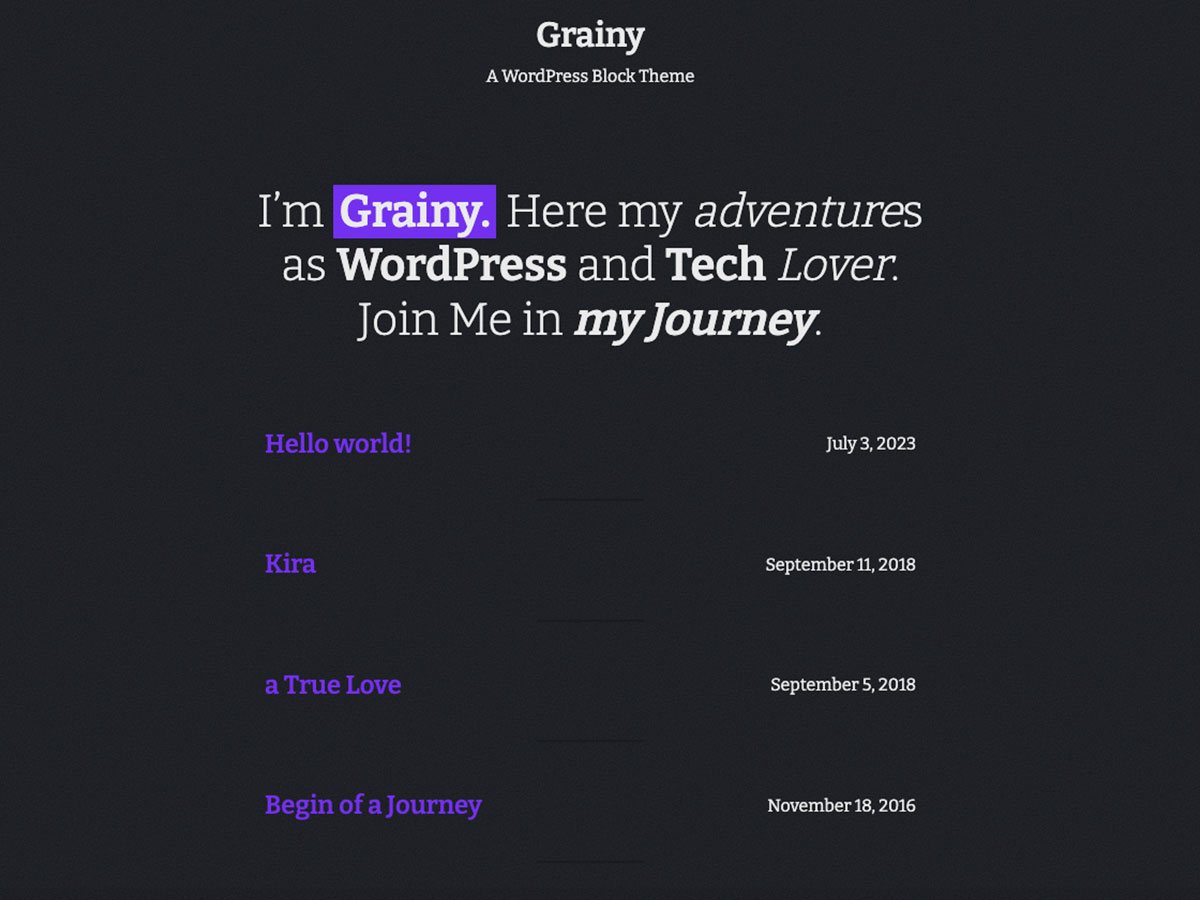 Grainy
A WordPress Block Theme
I’m Grainy. Here my adventures
as WordPress and Tech Lover.
Join Me in my Journey.
Hello world! July 3, 2023
Kira September 11, 2018
a True Love September 5, 2018
Begin of a Journey November 18, 2016